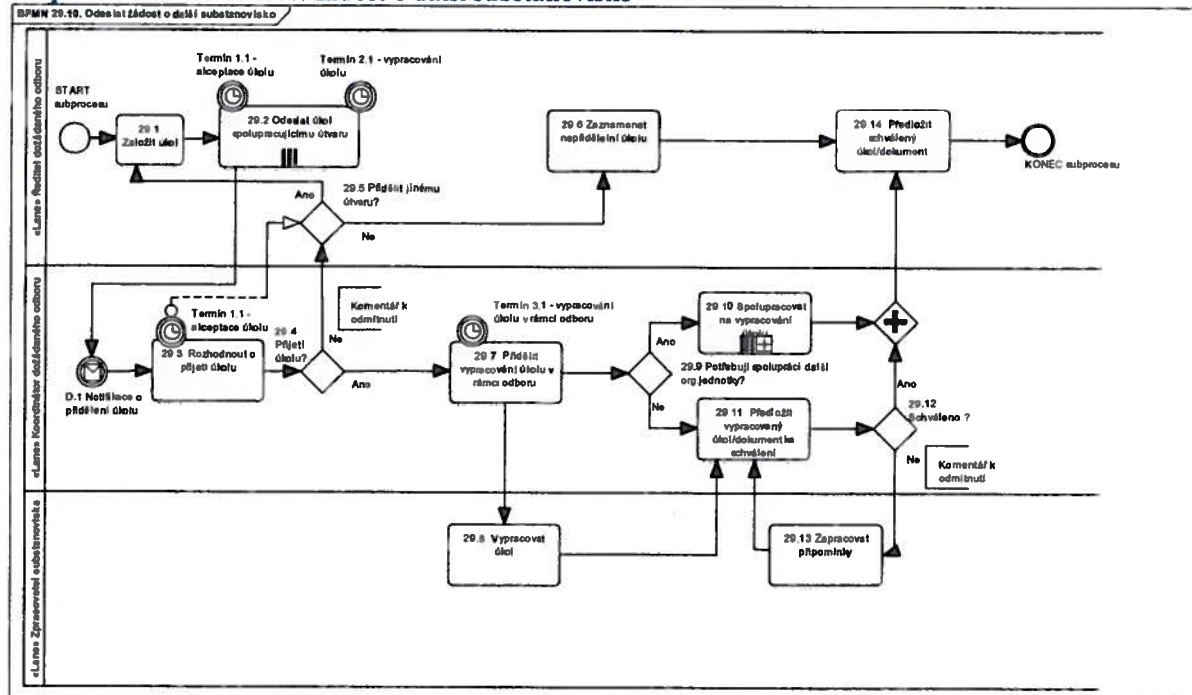 BPMN 29.10. Odeslat žádost o další substanovisko
«Lane» Ředitel dožádaného odboru
START
subprocesu
29.1
Založit úkol
Termín 1.1 -
akceptace úkolu
Termín 2.1 - vypracování
úkolu
29.2 Odeslat úkol
spolupracujícímu útvaru
29.5 Přidělit jinému
útvaru?
Ano
Ne
29.6 Zaznamenat
nepřidělení úkolu
29.14 Předložit
schválený
úkol/dokument
KONEC subprocesu
«Lane» Koordinátor dožádaného odboru
D.1 Notifikace o
přidělení úkolu
Termín 1.1 -
akceptace úkolu
29.3 Rozhodnout o
přijetí úkolu
29.4
Přijetí
úkolu?
Ne
Ano
Komentář k
odmítnutí
Termín 3.1 - vypracování
úkolu v rámci odboru
29.7 Přidělit
vypracování úkolu v
rámci odboru
Ano
Ne
29.9 Potřebuji spolupráci další
org.jednotky?
29.10 Spolupracovat
na vypracování
úkolu
29.11 Předložit
vypracovaný
úkol/dokument ke
schválení
Ano
29.12
Schváleno ?
Ne
Komentář k
odmítnutí
«Lane» Zpracovatel substanoviska
29.8 Vypracovat
úkol
29.13 Zapracovat
připomínky